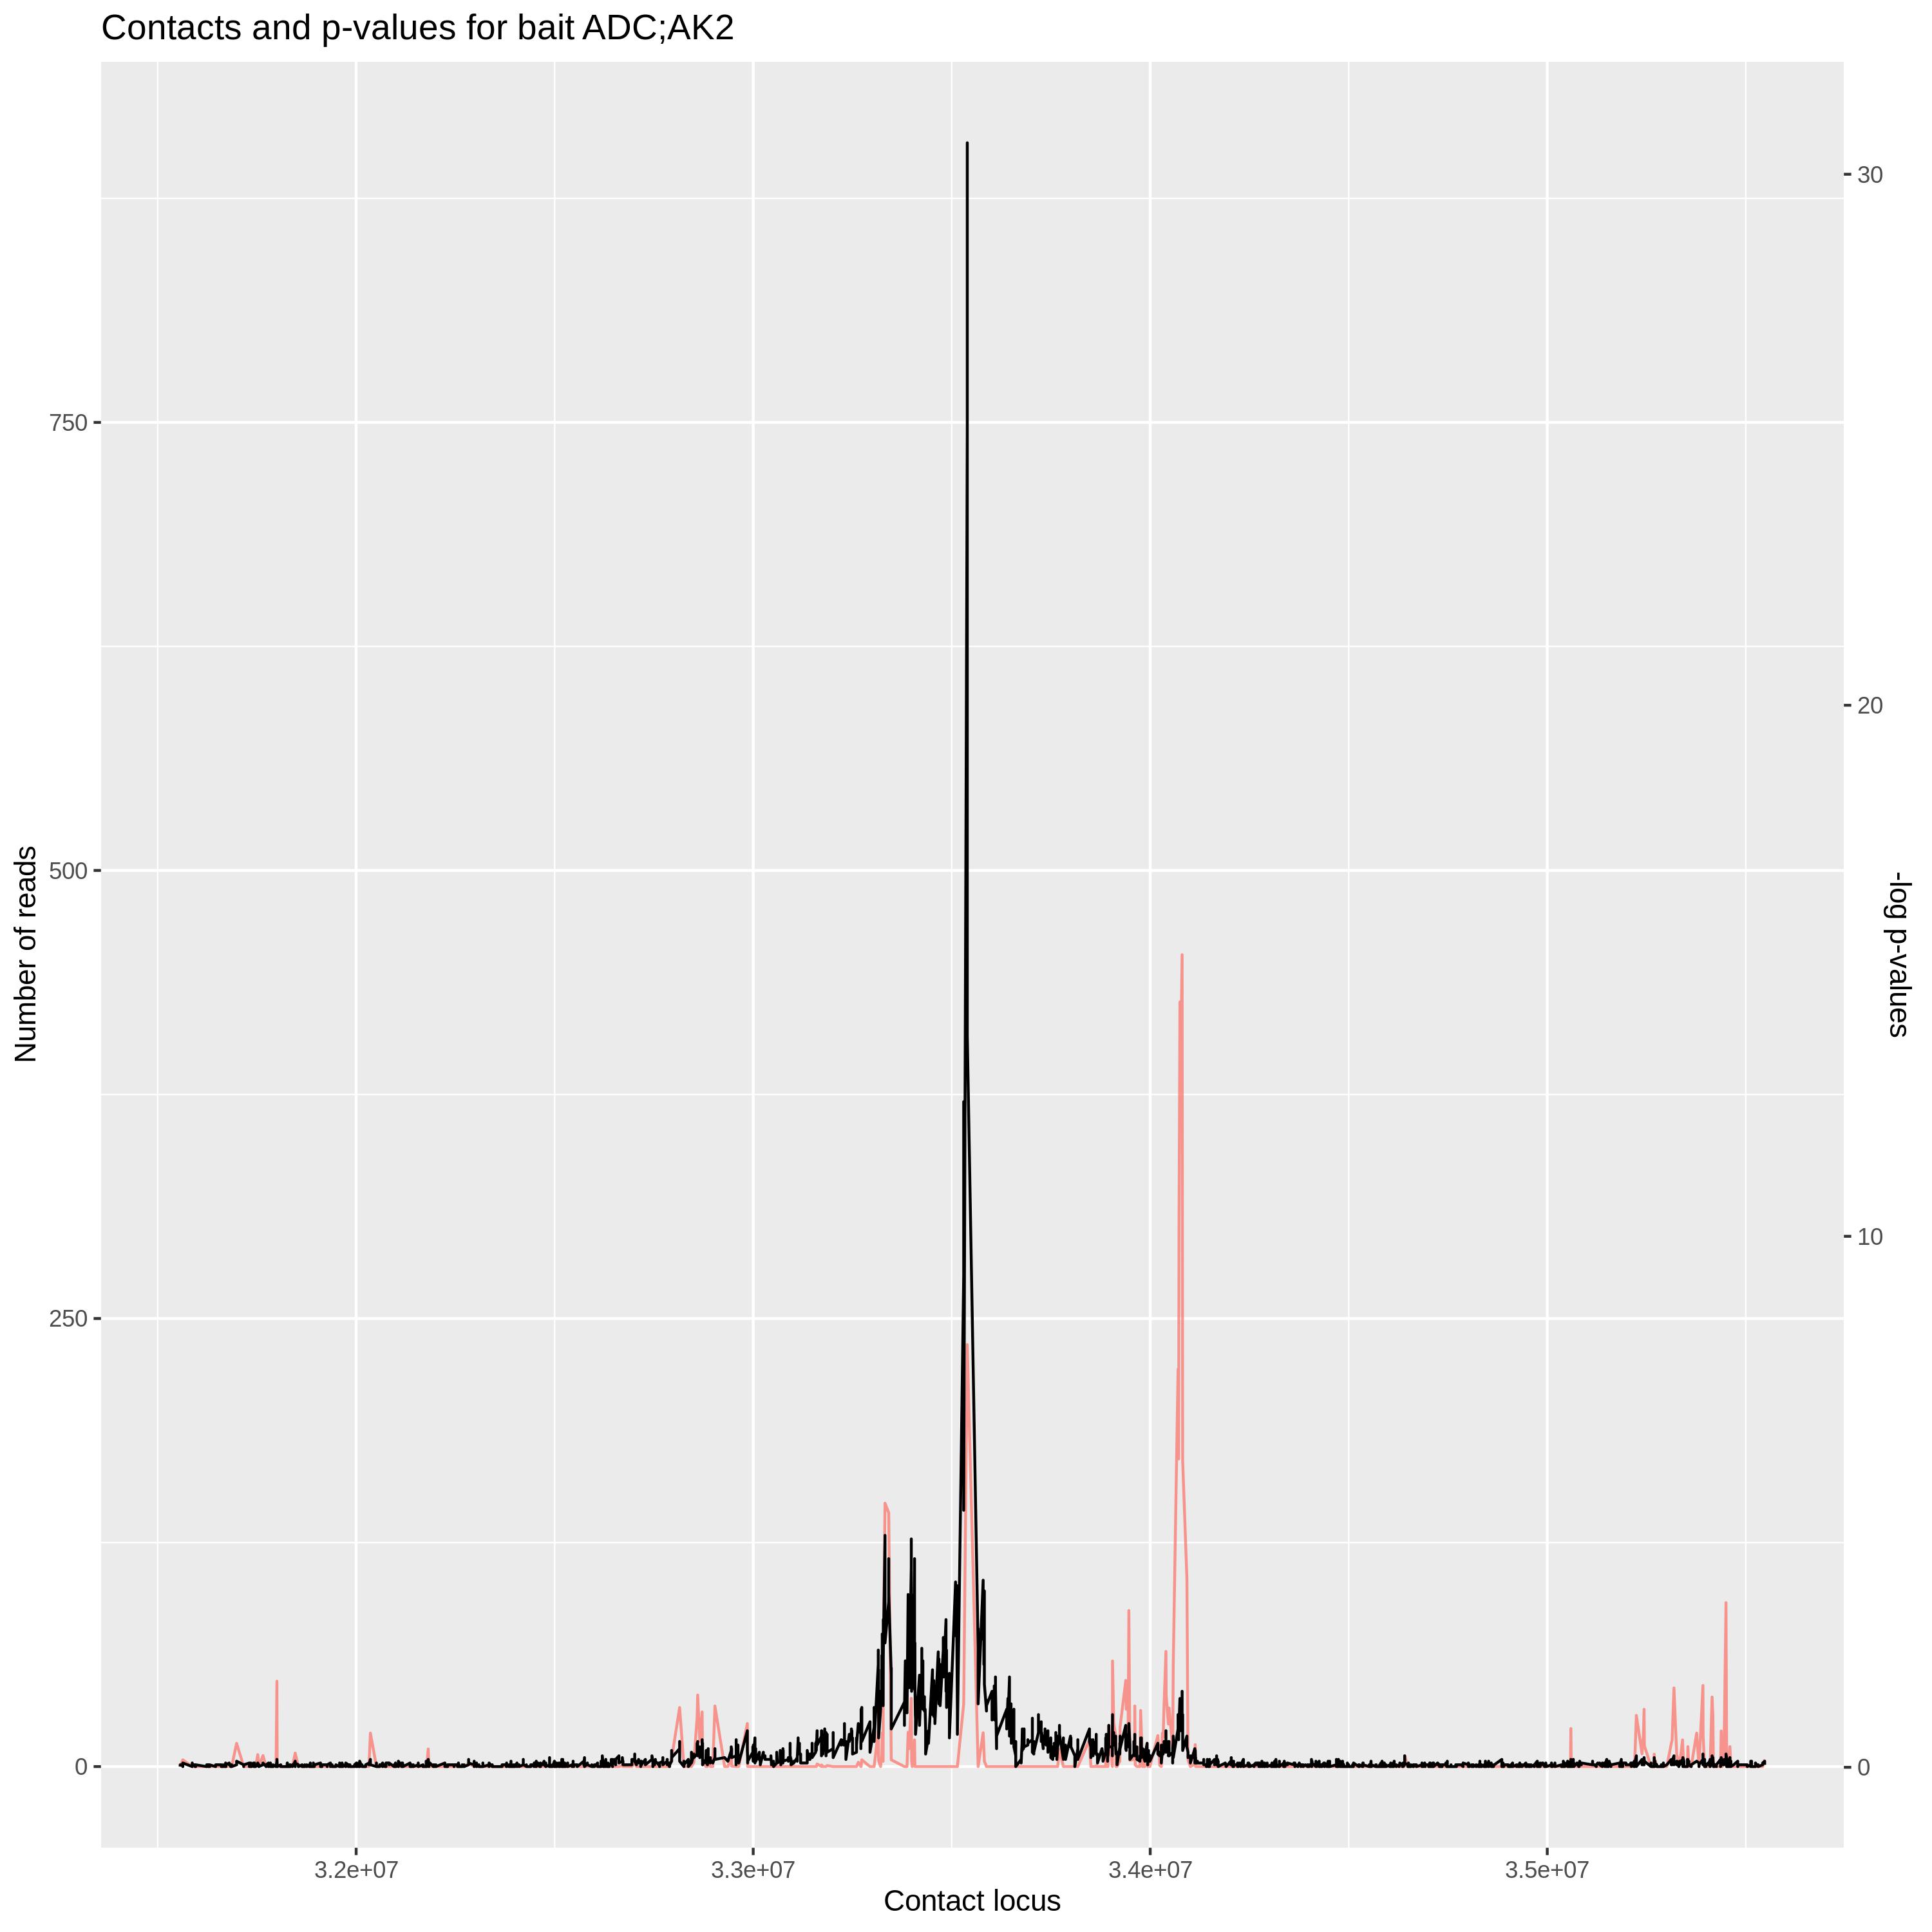 Contacts and p-values for bait ADC;AK2
30
750
20
Number of reads
500
-log p-values
10
250
0
0
3.2e+07
3.3e+07
3.4e+07
3.5e+07
Contact locus